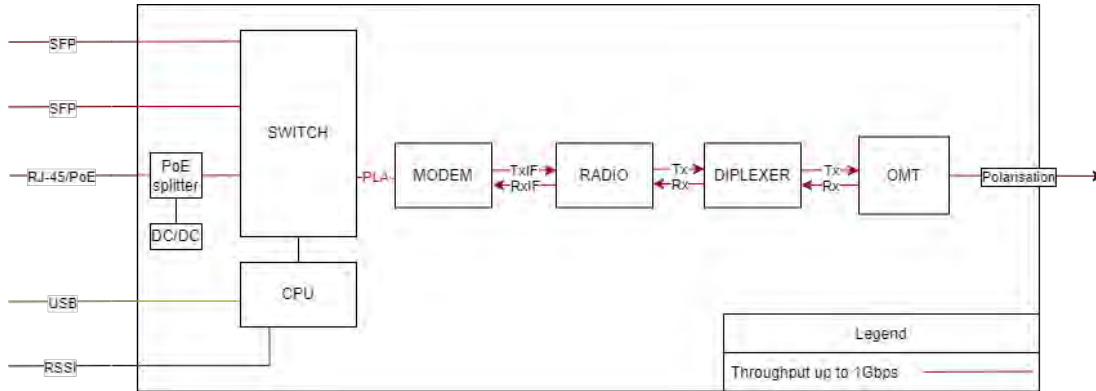 SFP
SFP
SWITCH
RJ-45/PoE
PoE
splitter
DC/DC
PLA
MODEM
TxIF
RxIF
RADIO
Tx
Rx
DIPLEXER
Tx
Rx
OMT
Polarisation
CPU
USB
RSSI
Legend
Throughput up to 1Gbps